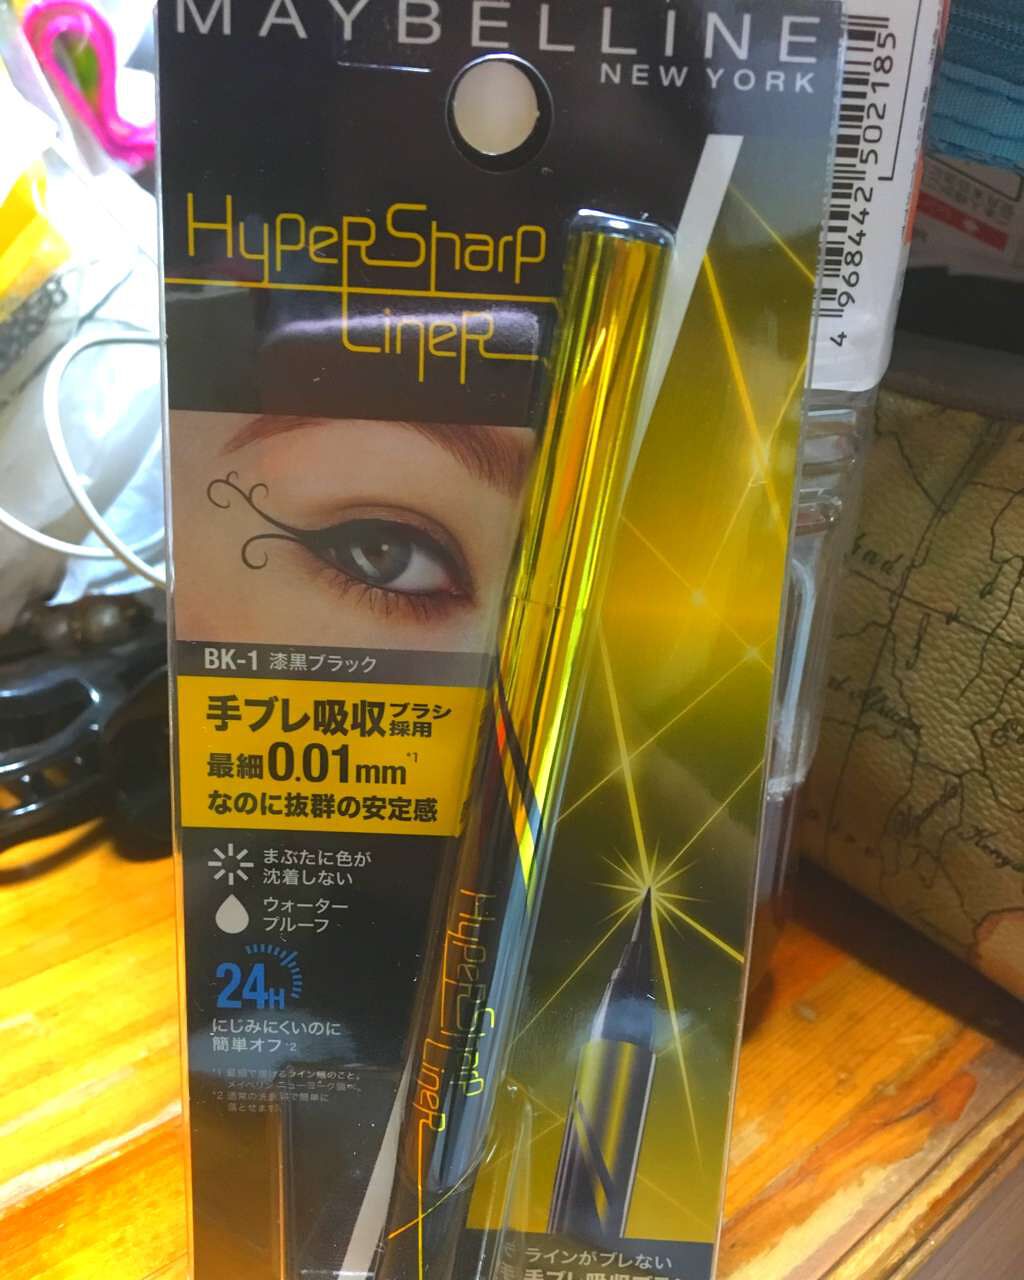 MAYBELLINE
NEW YORK
4 968442 502185
HyperSharp
Liner
BK-1 漆黒ブラック
手ブレ吸収ブラシ採用
最細0.01mm*1
なのに抜群の安定感
まぶたに色が
沈着しない
ウォーター
プルーフ
24H
にじみにくいのに
簡単オフ*2
HyperSharp
Liner
ラインがブレない